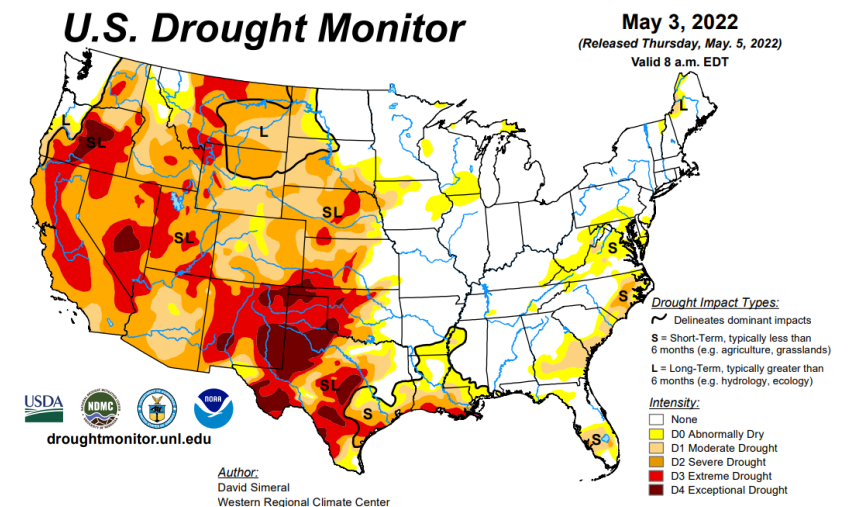 U.S. Drought Monitor
May 3, 2022
(Released Thursday, May. 5, 2022)
Valid 8 a.m. EDT
L
L
L
SL
SL
SL
SL
S
S
S
S
Drought Impact Types:
Delineates dominant impacts
S = Short-Term, typically less than
6 months (e.g. agriculture, grasslands)
L = Long-Term, typically greater than
6 months (e.g. hydrology, ecology)
Intensity:
None
D0 Abnormally Dry
D1 Moderate Drought
D2 Severe Drought
D3 Extreme Drought
D4 Exceptional Drought
USDA
NDMC
NOAA
droughtmonitor.unl.edu
Author:
David Simeral
Western Regional Climate Center